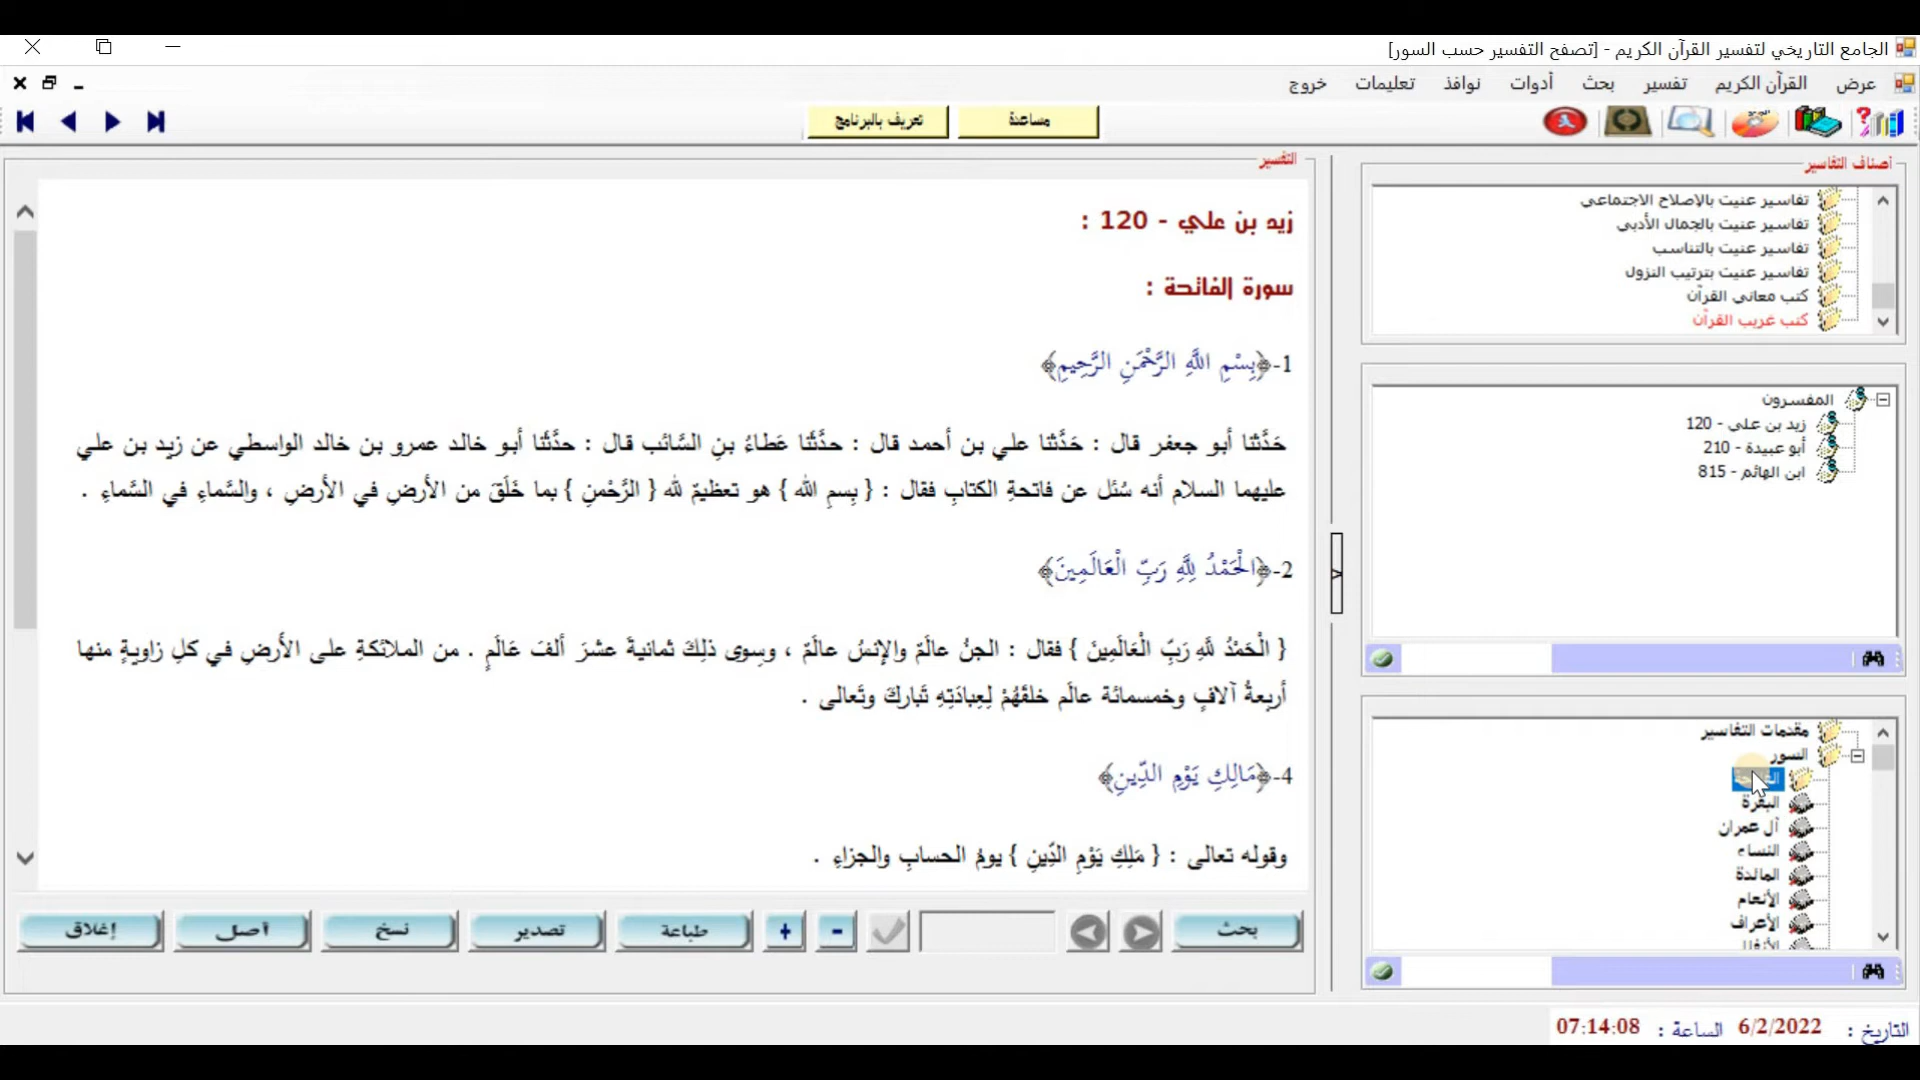 الجامع التاريخي لتفسير القرآن الكريم - [تصفح التفسير حسب السور]
عرض القرآن الكريم تفسير بحث أدوات نوافذ تعليمات خروج
مساعدة تعريف بالبرنامج
أصناف التفاسير
تفاسير عنيت بالإصلاح الاجتماعي
تفاسير عنيت بالجمال الأدبي
تفاسير عنيت بالتناسب
تفاسير عنيت بترتيب النزول
كتب معاني القرآن
كتب غريب القرآن
المفسرون
زيد بن علي - 120
أبو عبيدة - 210
ابن الهائم - 815
مقدمات التفاسير
السور
البقرة
آل عمران
النساء
المائدة
الأنعام
الأعراف
التفسير
زيد بن علي - 120 :
سورة الفاتحة :
1-﴿بِسْمِ اللَّهِ الرَّحْمَنِ الرَّحِيمِ﴾
حَدَّثنا أبو جعفر قال : حَدَّثنا علي بن أحمد قال : حدَّثَنا عَطاءُ بنِ السَّائب قال : حدَّثَنا أبو خالد عمرو بن خالد الواسطي عن زيد بن علي
عليهما السلام أنه سُئل عن فاتحةِ الكتابِ فقال : { بِسمِ الله } هو تعظيمٌ لله { الرَّحْمنِ } بما خَلَقَ من الأرضِ في الأرضِ ، والسَّماءِ في السَّماءِ .
2-﴿الْحَمْدُ لِلَّهِ رَبِّ الْعَالَمِينَ﴾
{ الْحَمْدُ للَّهِ رَبِّ الْعَالَمِينَ } فقال : الجنُ عالمٌ والإنسُ عالمٌ ، وسِوى ذلِكَ ثمانيةَ عشْرَ ألفَ عَالَمٍ . من الملائكةِ على الأرضِ في كلِ زاويةٍ منها
أربعةُ آلافٍ وخمسمائة عالَم خلقَهُمْ لِعِبادَتِهِ تَباركَ وتَعالى .
4-﴿مَالِكِ يَوْمِ الدِّينِ﴾
وقوله تعالى : { مَلِكِ يَوْمِ الدِّينِ } يومُ الحسابِ والجزاءِ .
بحث - + طباعة تصدير نسخ أصل إغلاق
التاريخ : 6/2/2022 الساعة : 07:14:08